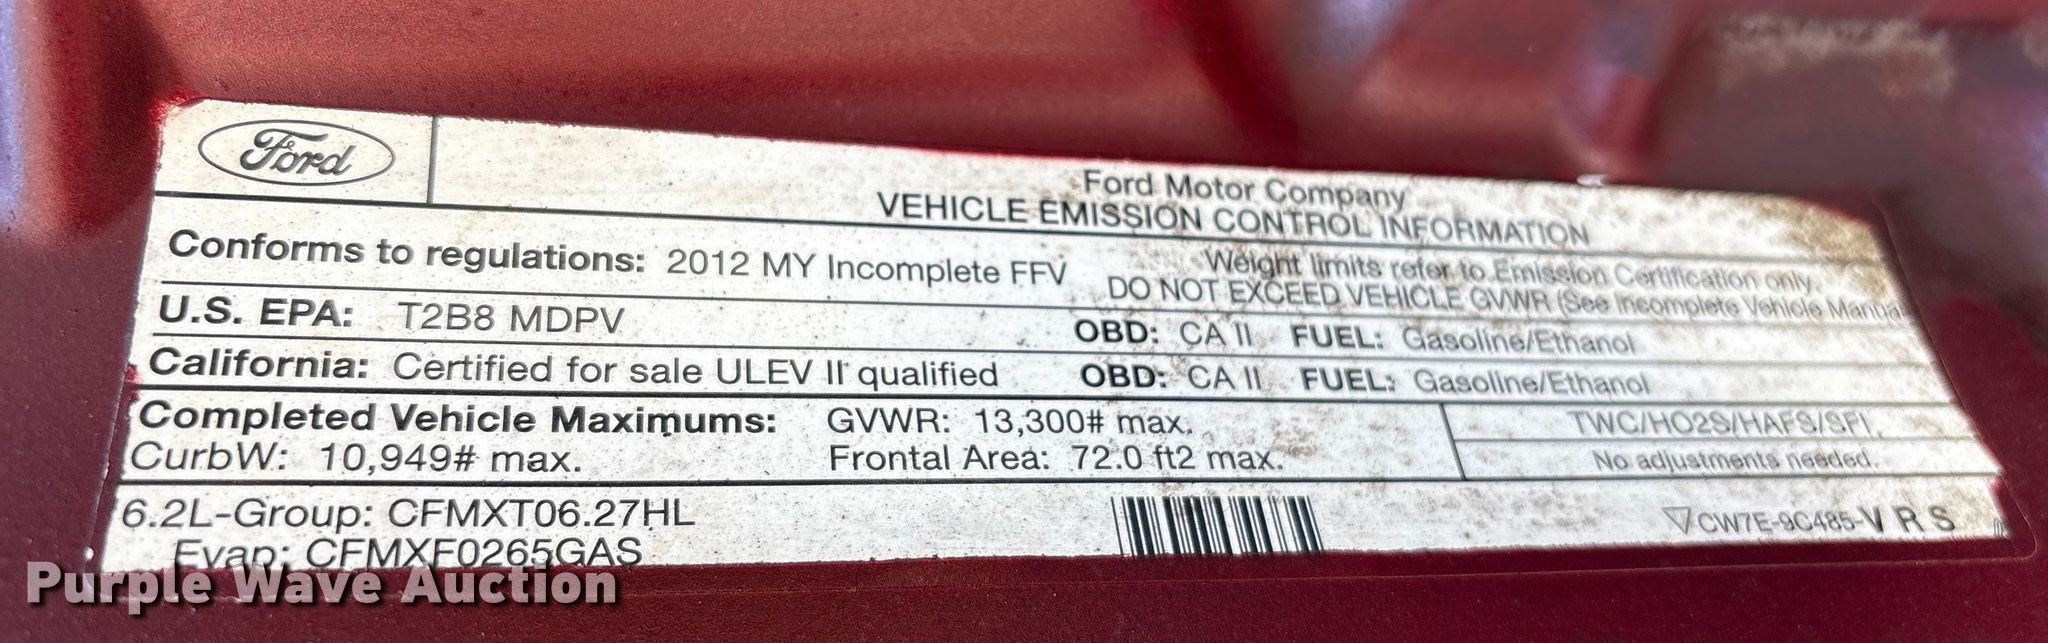 Ford
Ford Motor Company
VEHICLE EMISSION CONTROL INFORMATION
Conforms to regulations: 2012 MY Incomplete FFV
Weight limits refer to Emission Certification only.
DO NOT EXCEED VEHICLE GVWR (See Incomplete Vehicle Manual
U.S. EPA: T2B8 MDPV OBD: CA II FUEL: Gasoline/Ethanol
California: Certified for sale ULEV II qualified OBD: CA II FUEL: Gasoline/Ethanol
Completed Vehicle Maximums: GVWR: 13,300# max. TWC/HO2S/HAFS/SFI
CurbW: 10,949# max. Frontal Area: 72.0 ft2 max. No adjustments needed.
6.2L-Group: CFMXT06.27HL
Evap: CFMXF0265GAS
CW7E-9C485-V R S
Purple Wave Auction